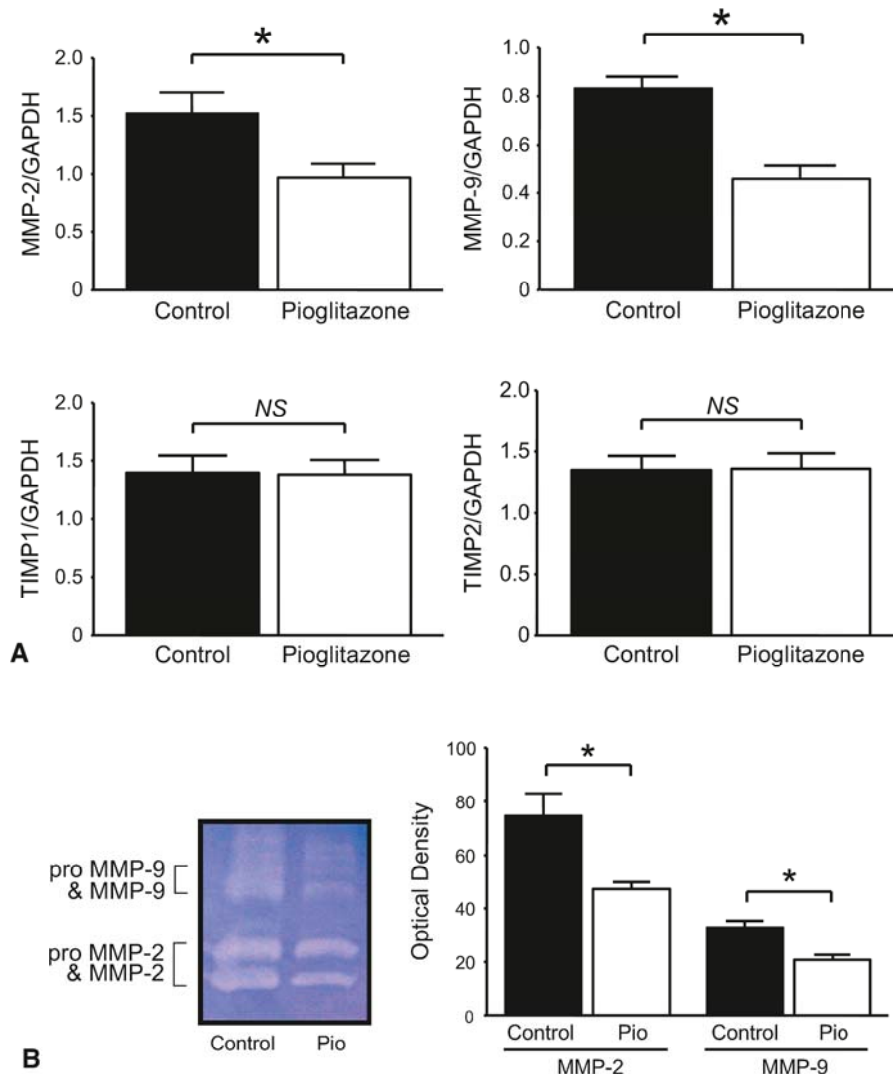 *
2.0
1.5
1.0
0.5
0
MMP-2/GAPDH
Control Pioglitazone
*
1.0
0.8
0.6
0.4
0.2
0
MMP-9/GAPDH
Control Pioglitazone
NS
2.0
1.5
1.0
0.5
0
TIMP1/GAPDH
Control Pioglitazone
NS
2.0
1.5
1.0
0.5
0
TIMP2/GAPDH
Control Pioglitazone
A
pro MMP-9
& MMP-9
pro MMP-2
& MMP-2
Control Pio
B
100
80
60
40
20
0
Optical Density
*
*
Control Pio Control Pio
MMP-2 MMP-9